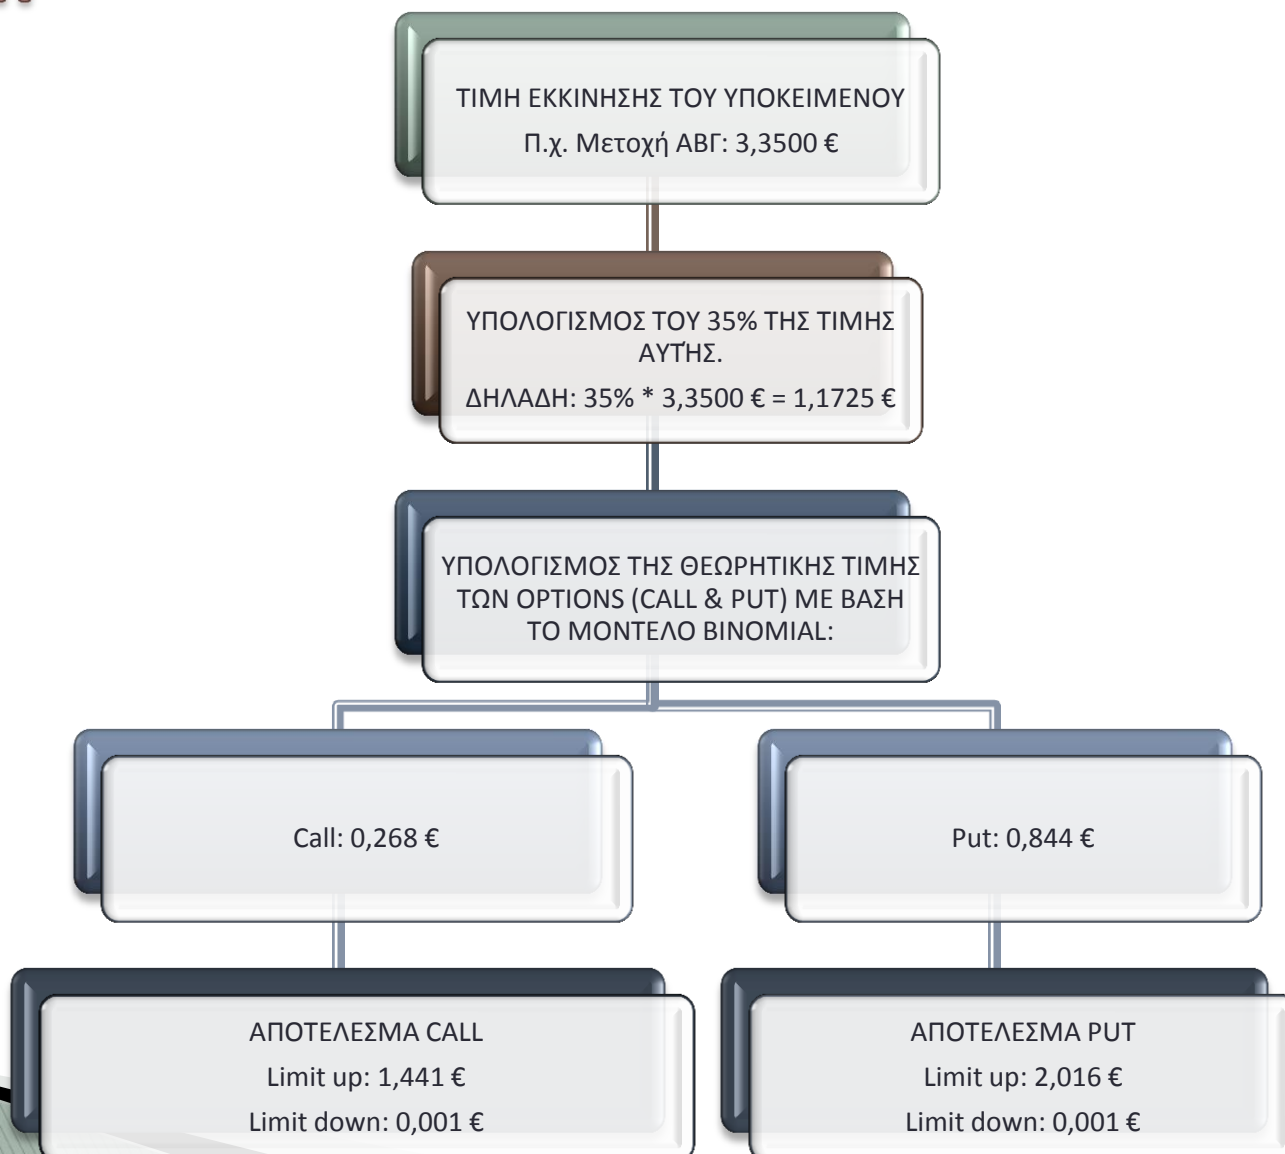 ΤΙΜΗ ΕΚΚΙΝΗΣΗΣ ΤΟΥ ΥΠΟΚΕΙΜΕΝΟΥ
Π.χ. Μετοχή ΑΒΓ: 3,3500 €
ΥΠΟΛΟΓΙΣΜΟΣ ΤΟΥ 35% ΤΗΣ ΤΙΜΗΣ
ΑΥΤΉΣ.
ΔΗΛΑΔΗ: 35% * 3,3500 € = 1,1725 €
ΥΠΟΛΟΓΙΣΜΟΣ ΤΗΣ ΘΕΩΡΗΤΙΚΗΣ ΤΙΜΗΣ
ΤΩΝ OPTIONS (CALL & PUT) ΜΕ ΒΑΣΗ
ΤΟ ΜΟΝΤΕΛΟ BINOMIAL:
Call: 0,268 €
Put: 0,844 €
ΑΠΟΤΕΛΕΣΜΑ CALL
Limit up: 1,441 €
Limit down: 0,001 €
ΑΠΟΤΕΛΕΣΜΑ PUT
Limit up: 2,016 €
Limit down: 0,001 €